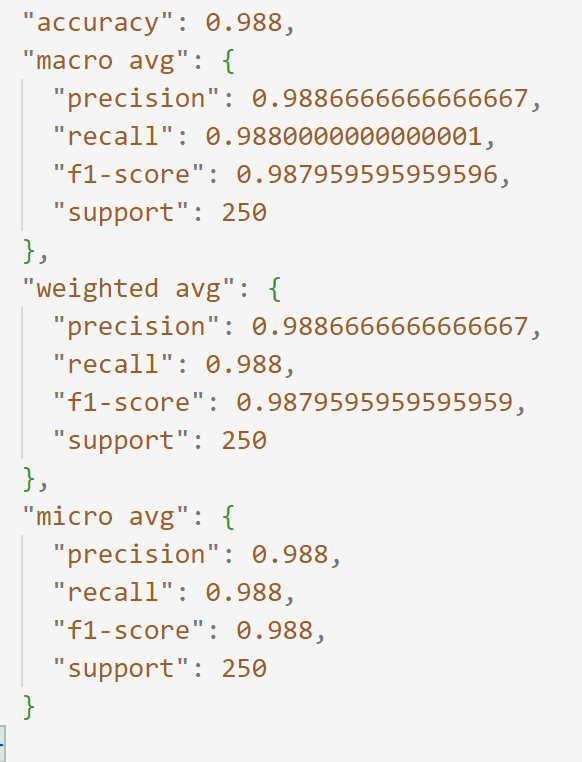 "accuracy": 0.988,
"macro avg": {
"precision": 0.9886666666666667,
"recall": 0.9880000000000001,
"f1-score": 0.987959595959596,
"support": 250
},
"weighted avg": {
"precision": 0.9886666666666667,
"recall": 0.988,
"f1-score": 0.9879595959595959,
"support": 250
},
"micro avg": {
"precision": 0.988,
"recall": 0.988,
"f1-score": 0.988,
"support": 250
}